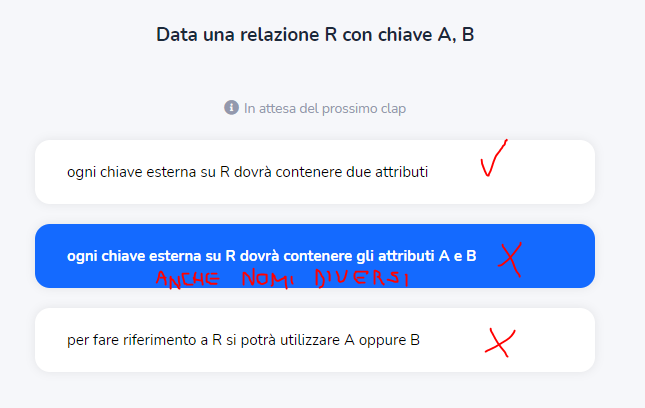 Data una relazione R con chiave A, B
In attesa del prossimo clap
ogni chiave esterna su R dovrà contenere due attributi
ogni chiave esterna su R dovrà contenere gli attributi A e B
ANCHE NOMI DIVERSI
per fare riferimento a R si potrà utilizzare A oppure B